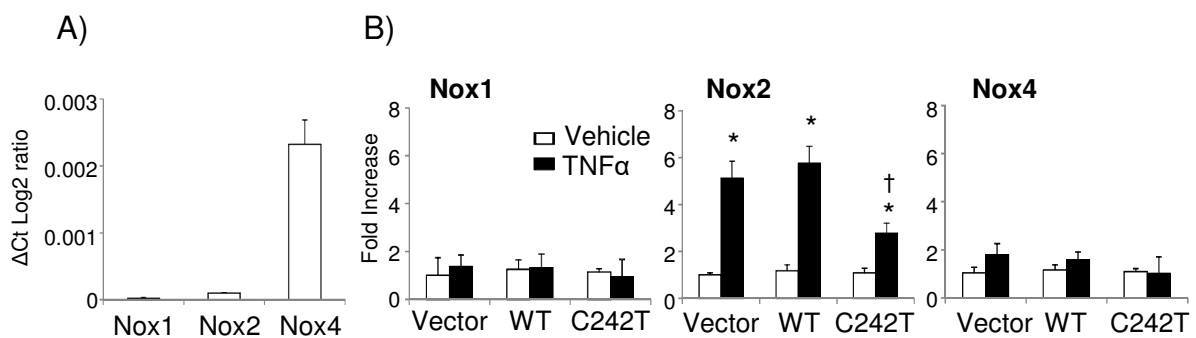 A)
ΔCt Log2 ratio
0.003
0.002
0.001
0
Nox1 Nox2 Nox4
B)
Fold Increase
Nox1
8
6
4
2
0
Vehicle
TNFα
Vector WT C242T
Nox2
8
6
4
2
0
*
*
†
*
Vector WT C242T
Nox4
8
6
4
2
0
Vector WT C242T